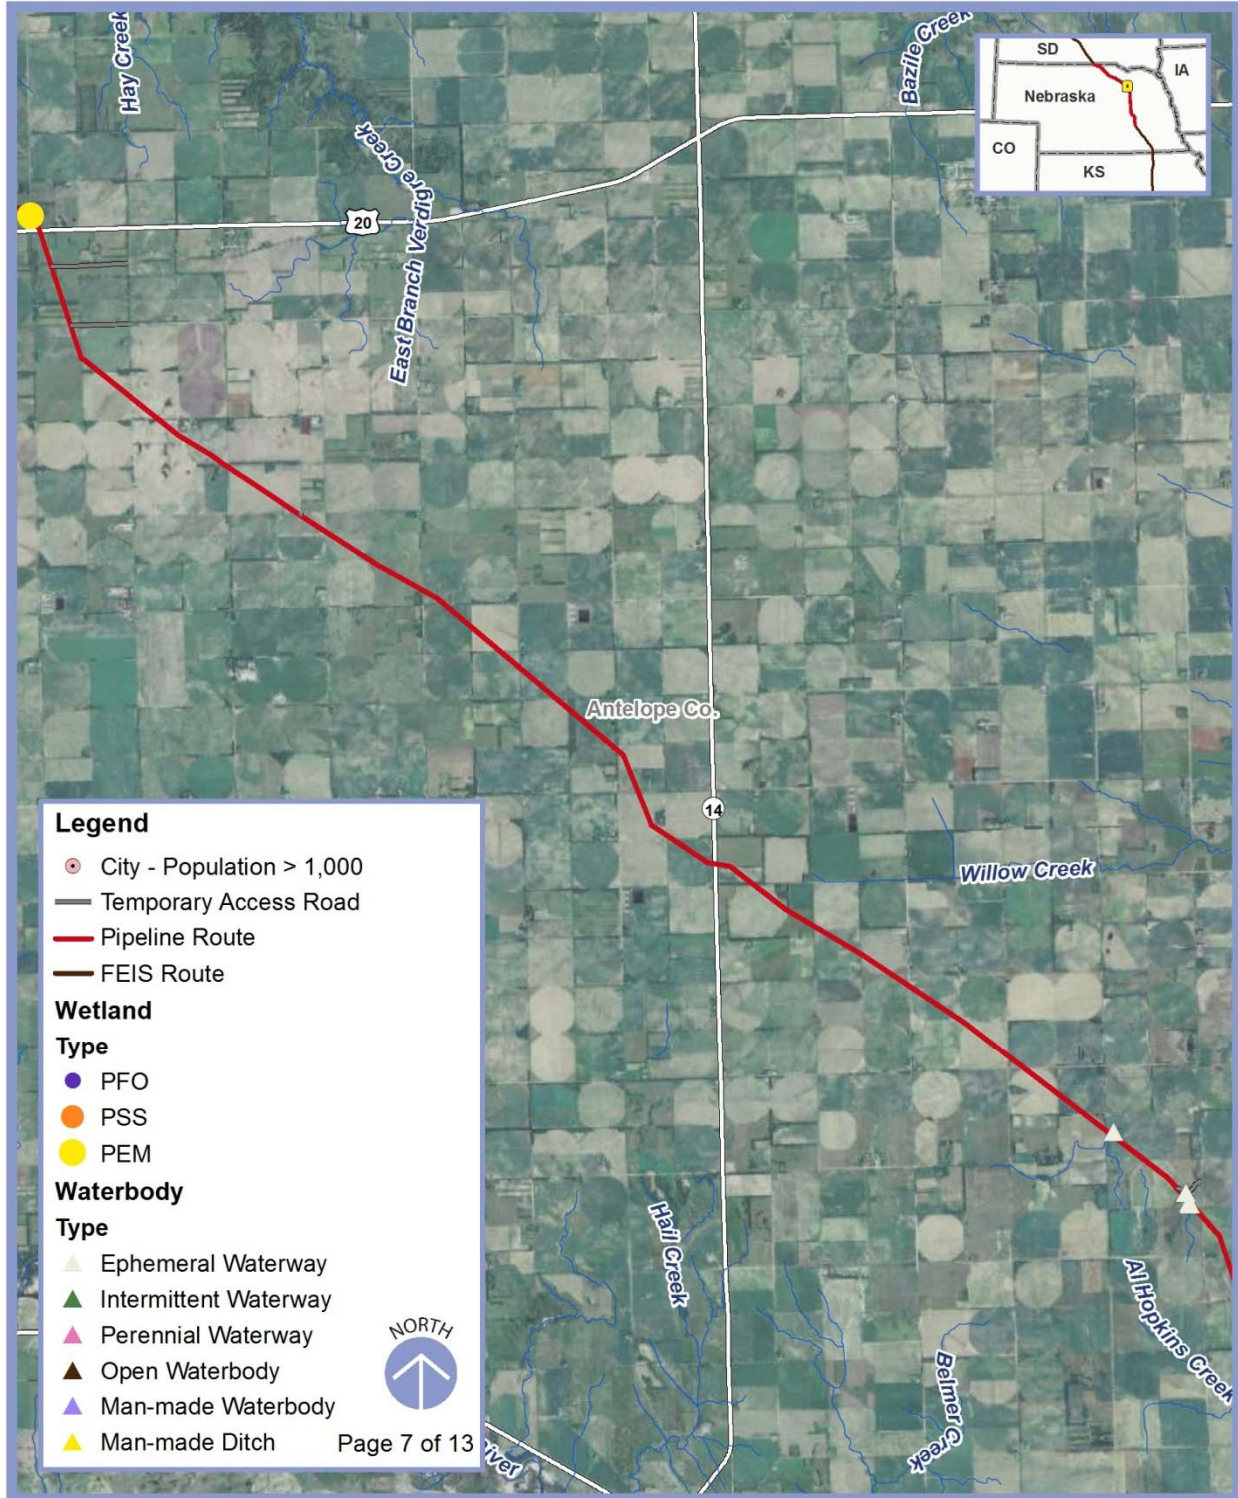 Hay Creek
Bazile Creek
SD
IA
Nebraska
CO
KS
20
East Branch Verdigre Creek
Antelope Co.
14
Willow Creek
Hail Creek
Al Hopkins Creek
Belmer Creek
Legend
City - Population > 1,000
Temporary Access Road
Pipeline Route
FEIS Route
Wetland
Type
PFO
PSS
PEM
Waterbody
Type
Ephemeral Waterway
Intermittent Waterway
Perennial Waterway
Open Waterbody
Man-made Waterbody
Man-made Ditch
NORTH
Page 7 of 13